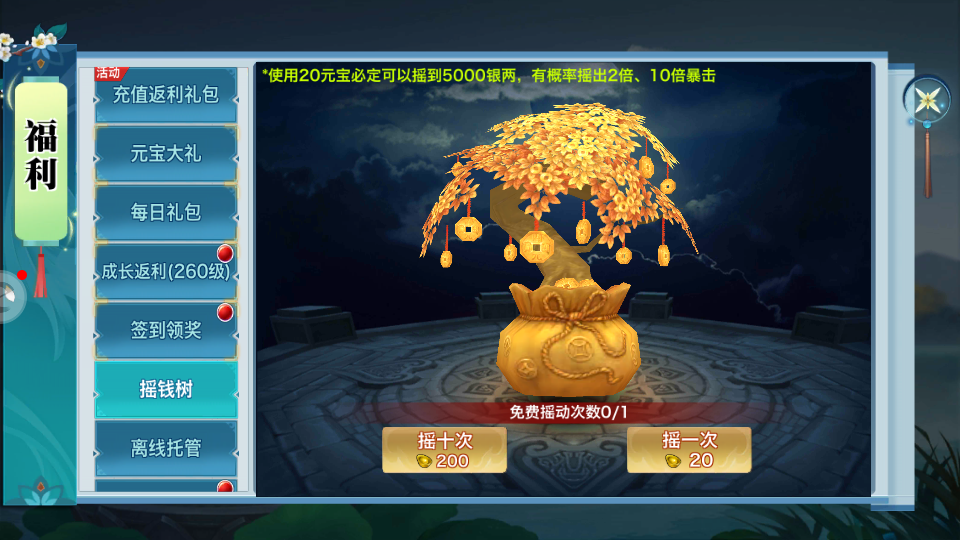 福利
活动
充值返利礼包
元宝大礼
每日礼包
成长返利(260级)
签到领奖
摇钱树
离线托管
*使用20元宝必定可以摇到5000银两，有概率摇出2倍、10倍暴击
免费摇动次数0/1
摇十次
200
摇一次
20